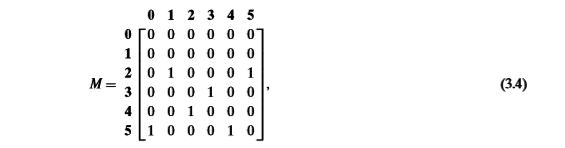 0 1 2 3 4 5
0 0 0 0 0 0 0
1 0 0 0 0 0 0
M = 2 0 1 0 0 0 1 , (3.4)
3 0 0 0 1 0 0
4 0 0 1 0 0 0
5 1 0 0 0 1 0